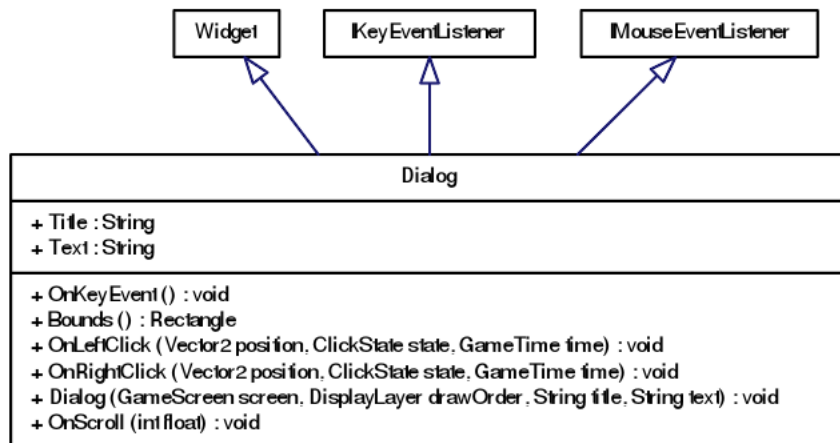 Widget
IKeyEventListener
IMouseEventListener
Dialog
+ Title : String
+ Text : String
+ OnKeyEvent () : void
+ Bounds () : Rectangle
+ OnLeftClick (Vector2 position, ClickState state, GameTime time) : void
+ OnRightClick (Vector2 position, ClickState state, GameTime time) : void
+ Dialog (GameScreen screen, DisplayLayer drawOrder, String title, String text) : void
+ OnScroll (int float) : void